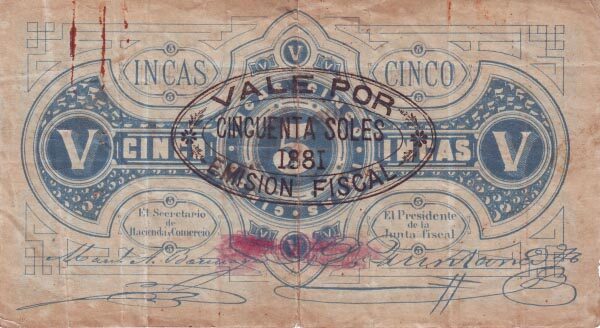 V
INCAS CINCO
VALE POR
CINCUENTA SOLES
1881
EMISION FISCAL
V CINCO INCAS V
El Secretario
de
Hacienda y Comercio
El Presidente
de la
Junta fiscal
V